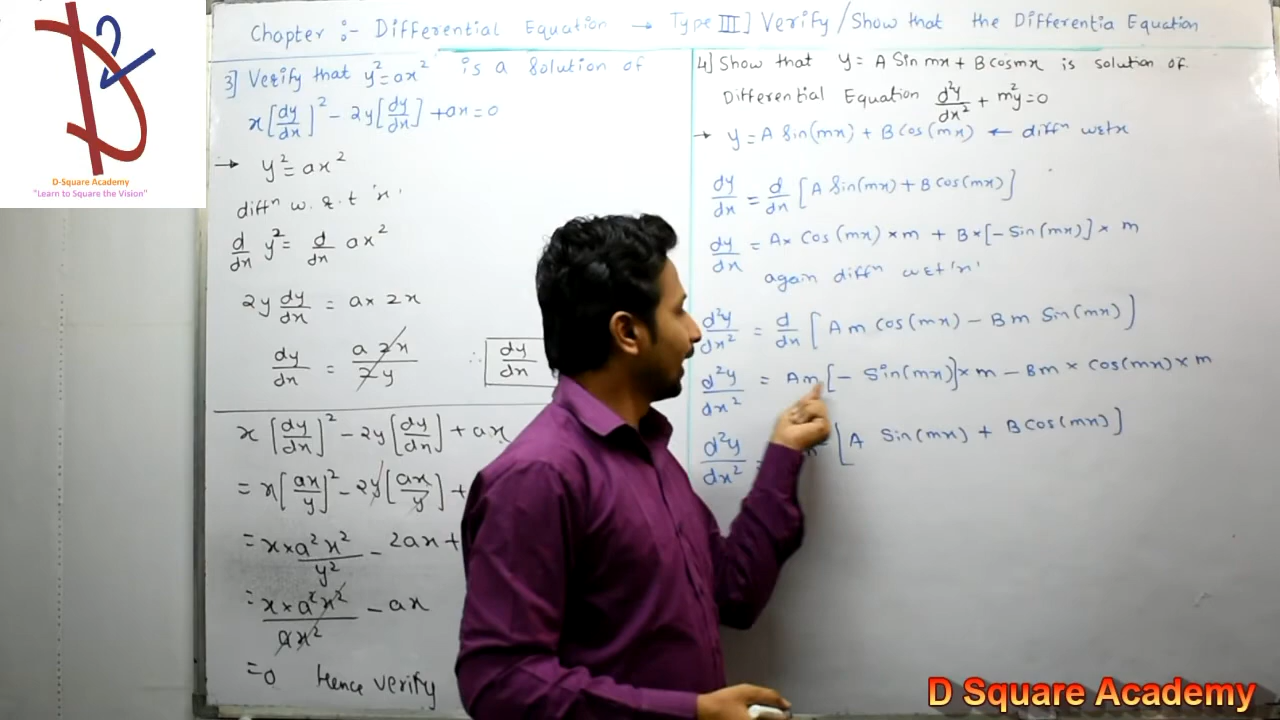 Chapter :- Differential Equation → Type III] Verify/Show that the Differentia Equation
D-Square Academy
"Learn to Square the Vision"
3] Verify that y²=ax² is a solution of
x[dy/dx]² - 2y[dy/dx] + ax = 0
→ y² = ax²
diffⁿ w.r.t 'x'
d/dx y² = d/dx ax²
2y dy/dx = a x 2x
dy/dx = a 2x / 2y ∴ dy/dx
x[dy/dx]² - 2y[dy/dx] + ax
= x[ax/y]² - 2y[ax/y] +
= x × a²x²/y² - 2ax +
= x × a²x²/ax² - ax
= 0 Hence verify
4] Show that y = A Sin mx + B cosmx is solution of
Differential Equation d²y/dx² + m²y = 0
→ y = A Sin(mx) + B Cos(mx) ← diffⁿ wrtx
dy/dx = d/dx [A Sin(mx) + B Cos(mx)]
dy/dx = A × Cos(mx) × m + B × [- Sin(mx)] × m
again diffⁿ wrt 'x'
d²y/dx² = d/dx [Am Cos(mx) - Bm Sin(mx)]
d²y/dx² = Am[- Sin(mx)] × m - Bm × Cos(mx) × m
d²y/dx² = [A Sin(mx) + B Cos(mx)]
D Square Academy